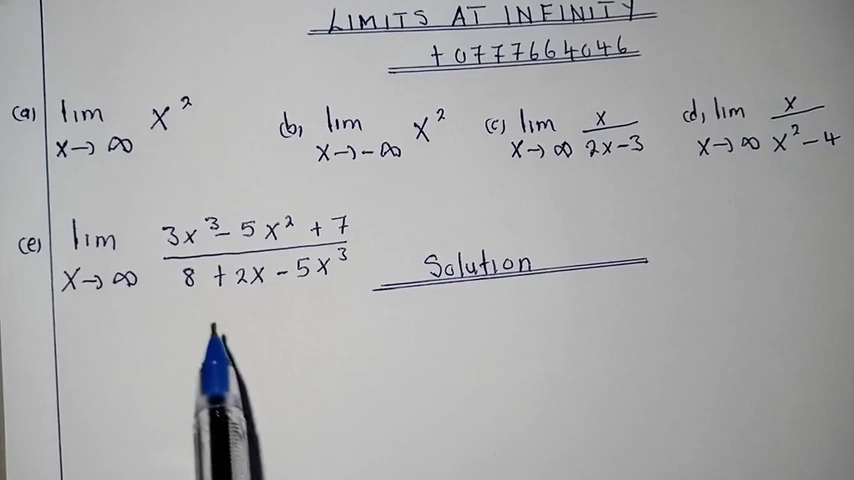 LIMITS AT INFINITY
+0777664046
(a) lim x→∞ x²
(b) lim x→-∞ x²
(c) lim x→∞ x/(2x-3)
(d) lim x→∞ x/(x²-4)
(e) lim x→∞ (3x³-5x²+7)/(8+2x-5x³)
Solution